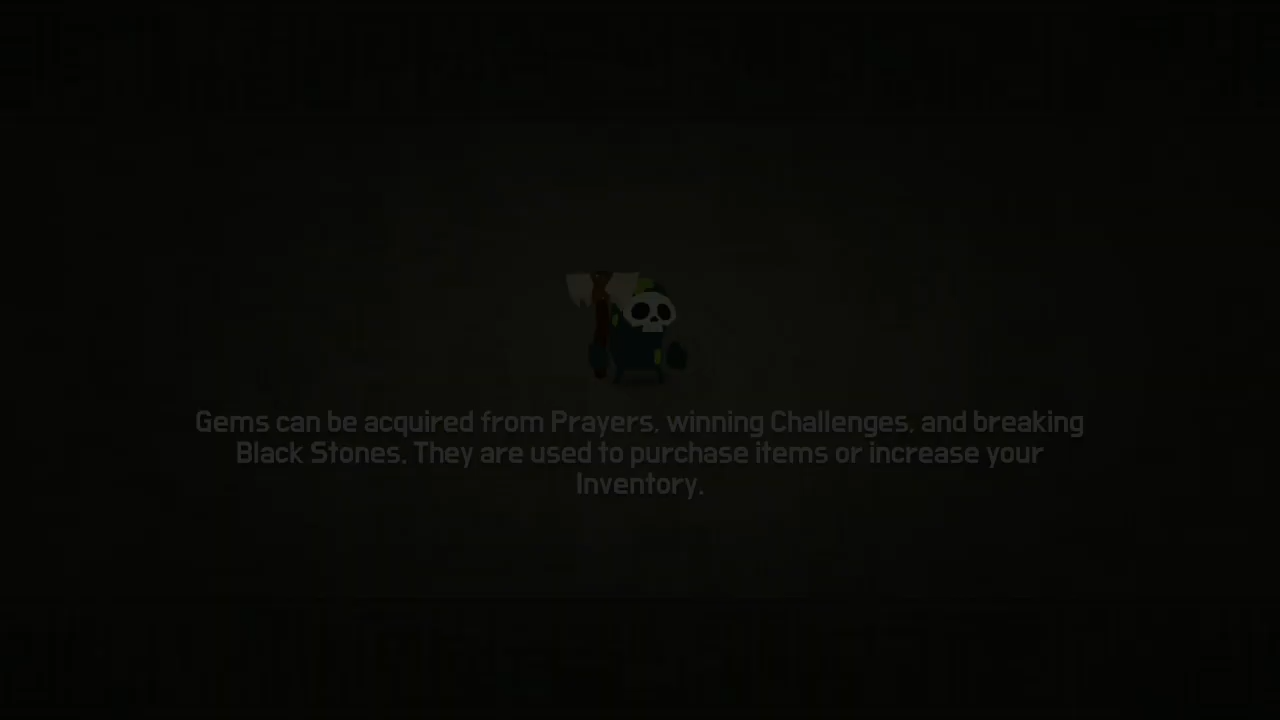 Gems can be acquired from Prayers, winning Challenges, and breaking
Black Stones. They are used to purchase items or increase your
Inventory.